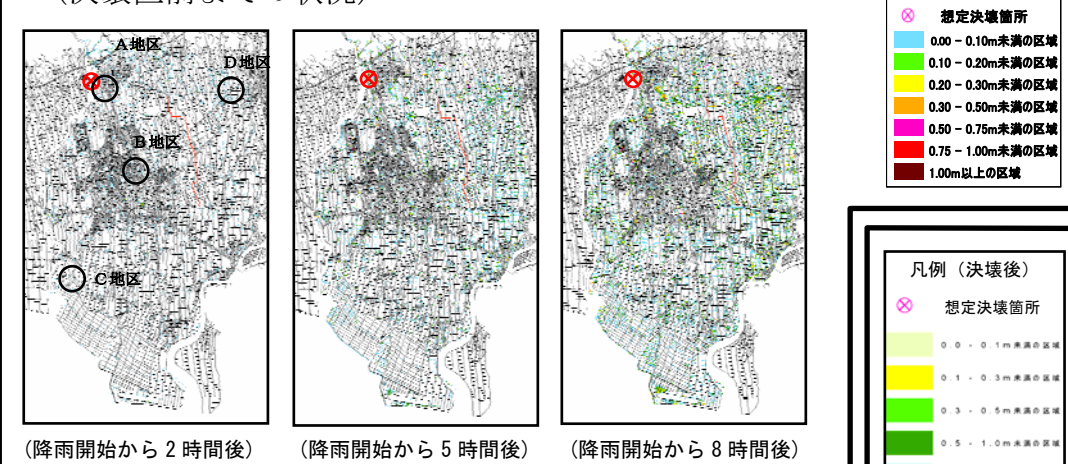 (決壊直前までの状況)
A地区
D地区
B地区
C地区
(降雨開始から2時間後)
(降雨開始から5時間後)
(降雨開始から8時間後)
想定決壊箇所
0.00 − 0.10m未満の区域
0.10 − 0.20m未満の区域
0.20 − 0.30m未満の区域
0.30 − 0.50m未満の区域
0.50 − 0.75m未満の区域
0.75 − 1.00m未満の区域
1.00m以上の区域
凡例（決壊後）
想定決壊箇所
0.0 - 0.1m未満の区域
0.1 - 0.3m未満の区域
0.3 - 0.5m未満の区域
0.5 - 1.0m未満の区域